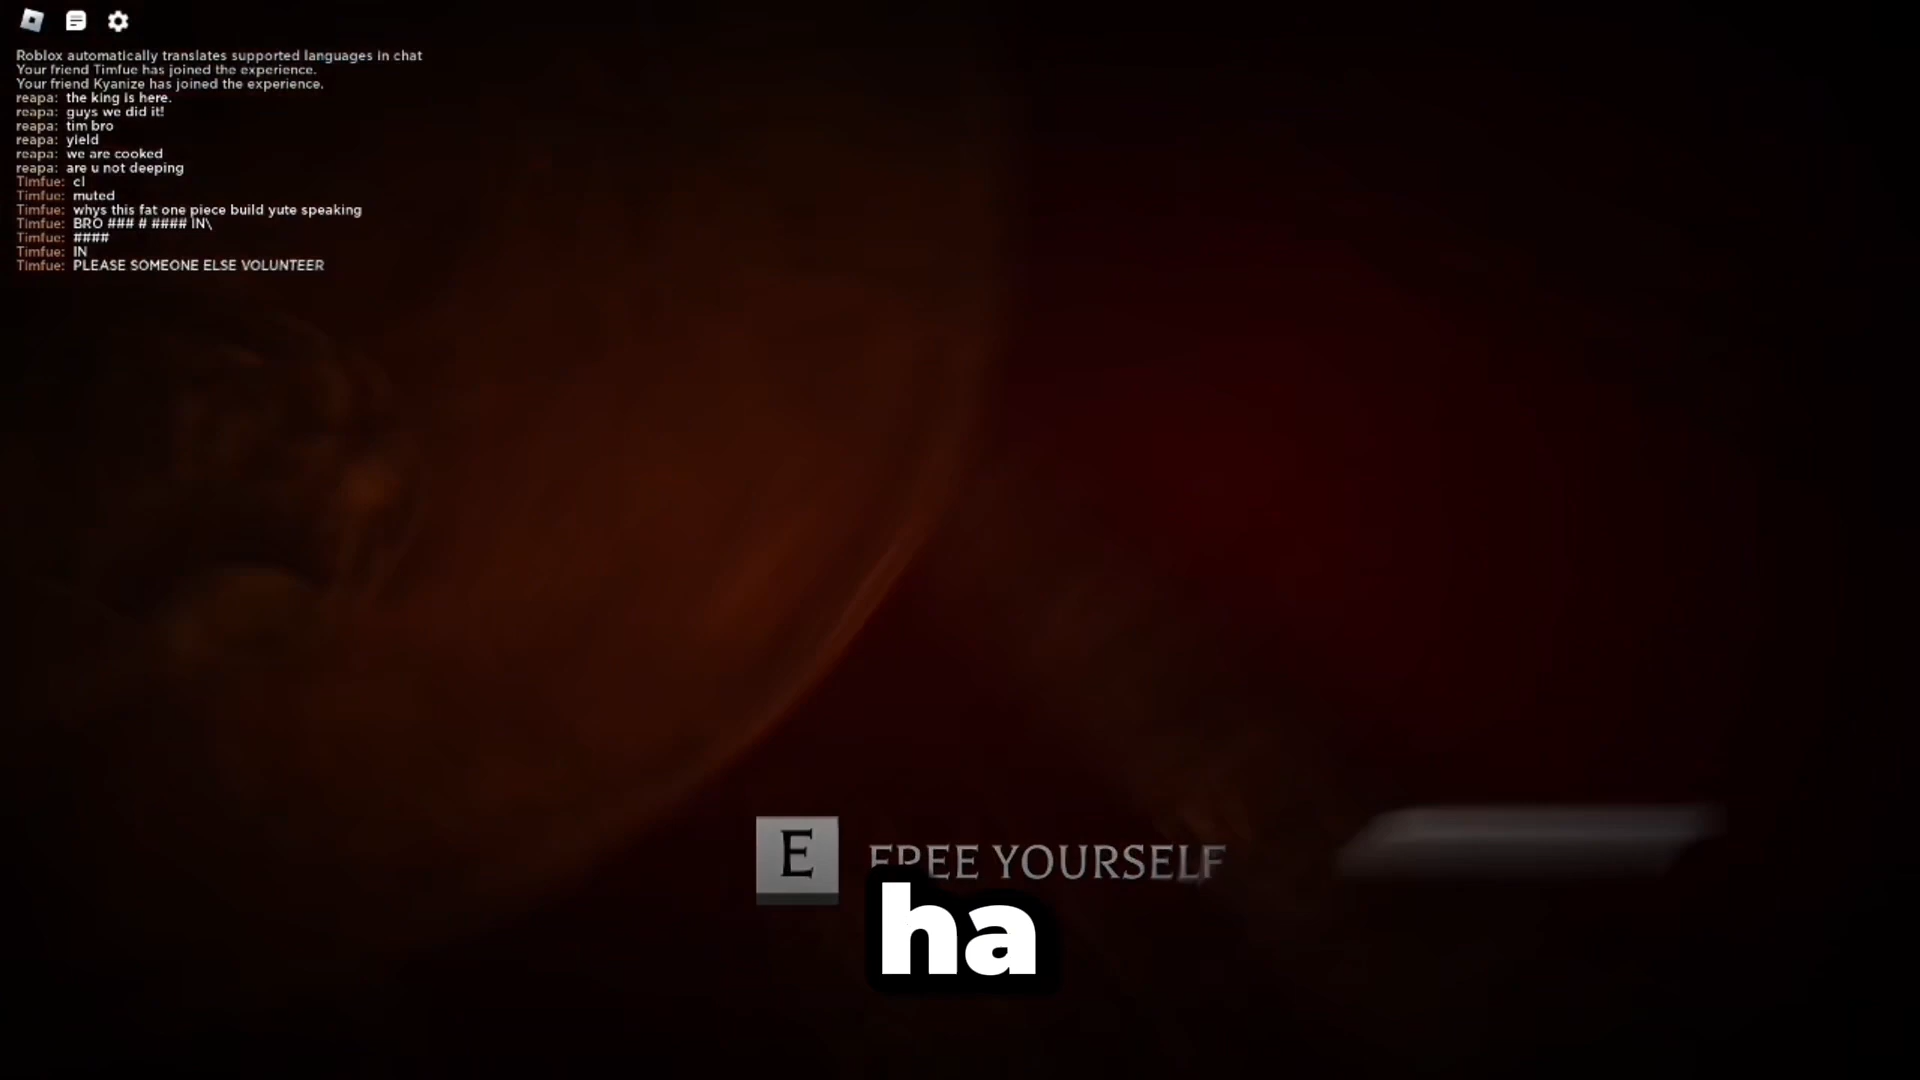 Roblox automatically translates supported languages in chat
Your friend Timfue has joined the experience.
Your friend Kyanize has joined the experience.
reapa: the king is here.
reapa: guys we did it!
reapa: tim bro
reapa: yield
reapa: we are cooked
reapa: are u not deeping
Timfue: cl
Timfue: muted
Timfue: whys this fat one piece build yute speaking
Timfue: BRO ### # #### IN\
Timfue: ####
Timfue: IN
Timfue: PLEASE SOMEONE ELSE VOLUNTEER
E FREE YOURSELF
ha